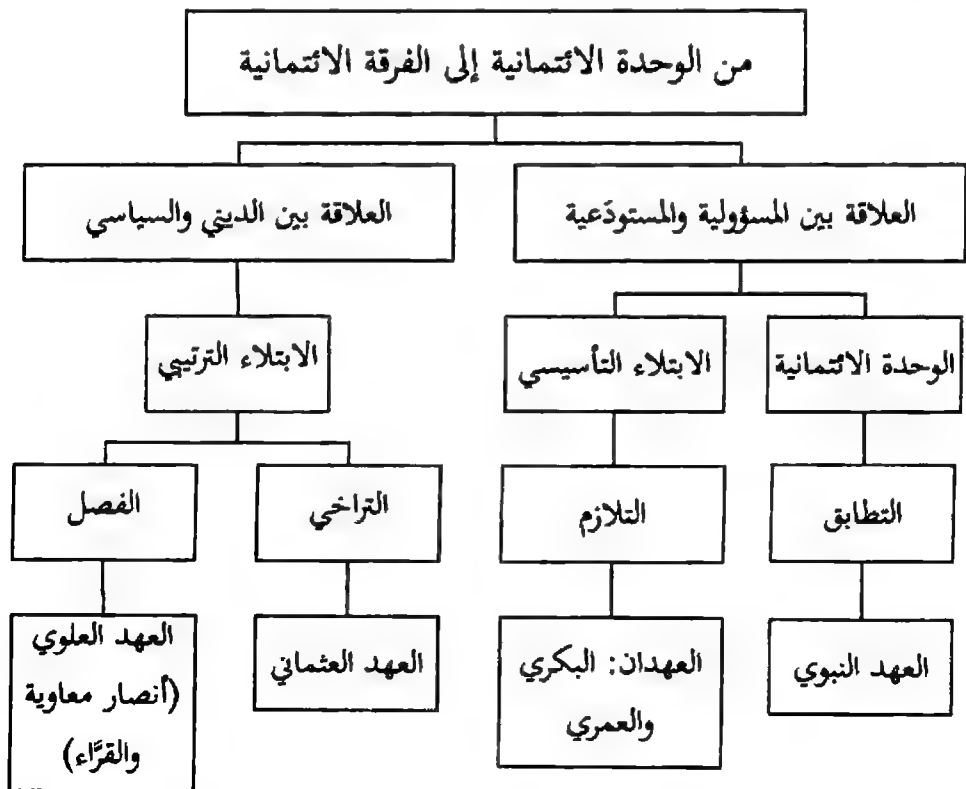 من الوحدة الائتمانية إلى الفرقة الائتمانية
العلاقة بين المسؤولية والمستودَعية
العلاقة بين الديني والسياسي
الوحدة الائتمانية
الابتلاء التأسيسي
الابتلاء الترتيبي
التطابق
التلازم
التراخي
الفصل
العهد النبوي
العهدان: البكري
والعمري
العهد العثماني
العهد العلوي
(أنصار معاوية
والقرَّاء)